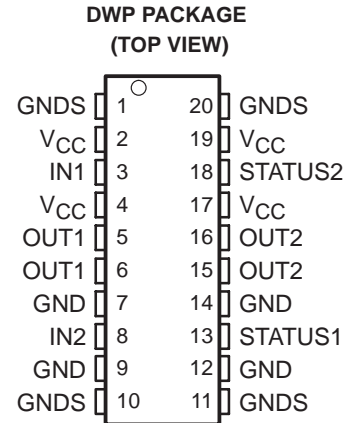 DWP PACKAGE
(TOP VIEW)
GNDS 1 20 GNDS
VCC 2 19 VCC
IN1 3 18 STATUS2
VCC 4 17 VCC
OUT1 5 16 OUT2
OUT1 6 15 OUT2
GND 7 14 GND
IN2 8 13 STATUS1
GND 9 12 GND
GNDS 10 11 GNDS